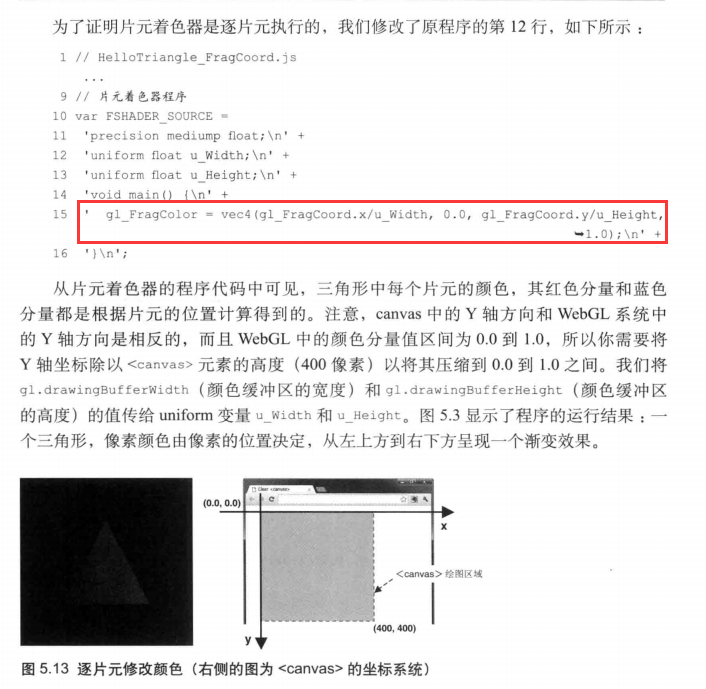 为了证明片元着色器是逐片元执行的，我们修改了原程序的第 12 行，如下所示：
1 // HelloTriangle_FragCoord.js
...
9 // 片元着色器程序
10 var FSHADER_SOURCE =
11 'precision mediump float;\n' +
12 'uniform float u_Width;\n' +
13 'uniform float u_Height;\n' +
14 'void main() {\n' +
15 ' gl_FragColor = vec4(gl_FragCoord.x/u_Width, 0.0, gl_FragCoord.y/u_Height,
➥1.0);\n' +
16 '}\n';
从片元着色器的程序代码中可见，三角形中每个片元的颜色，其红色分量和蓝色
分量都是根据片元的位置计算得到的。注意，canvas 中的 Y 轴方向和 WebGL 系统中
的 Y 轴方向是相反的，而且 WebGL 中的颜色分量值区间为 0.0 到 1.0，所以你需要将
Y 轴坐标除以 <canvas> 元素的高度（400 像素）以将其压缩到 0.0 到 1.0 之间。我们将
gl.drawingBufferWidth（颜色缓冲区的宽度）和 gl.drawingBufferHeight（颜色缓冲区
的高度）的值传给 uniform 变量 u_Width 和 u_Height。图 5.3 显示了程序的运行结果：一
个三角形，像素颜色由像素的位置决定，从左上方到右下方呈现一个渐变效果。
Clear <canvas>
(0.0, 0.0)
x
<canvas> 绘图区域
(400, 400)
y
图 5.13 逐片元修改颜色（右侧的图为 <canvas> 的坐标系统）